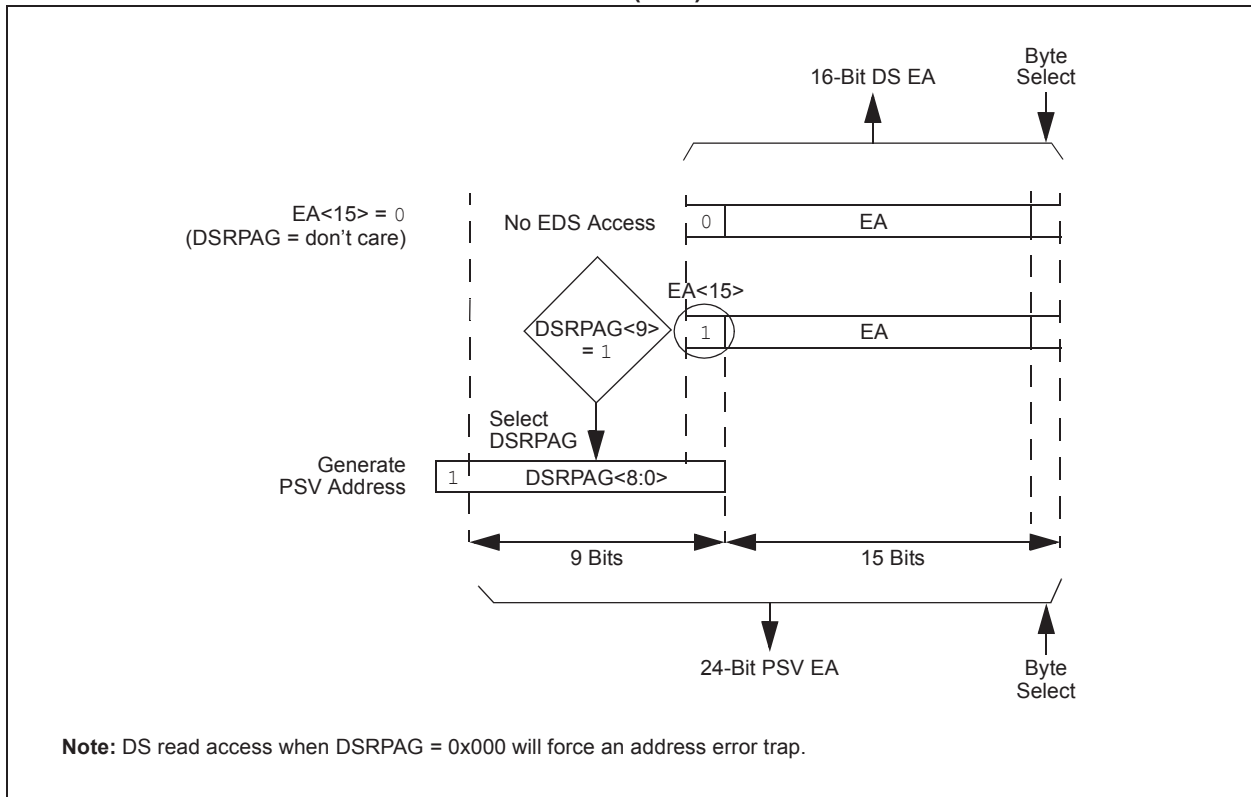 16-Bit DS EA
Byte
Select
EA<15> = 0
(DSRPAG = don't care)
No EDS Access
0
EA
EA<15>
DSRPAG<9>
= 1
1
EA
Select
DSRPAG
Generate
PSV Address
1
DSRPAG<8:0>
9 Bits
15 Bits
24-Bit PSV EA
Byte
Select
Note: DS read access when DSRPAG = 0x000 will force an address error trap.